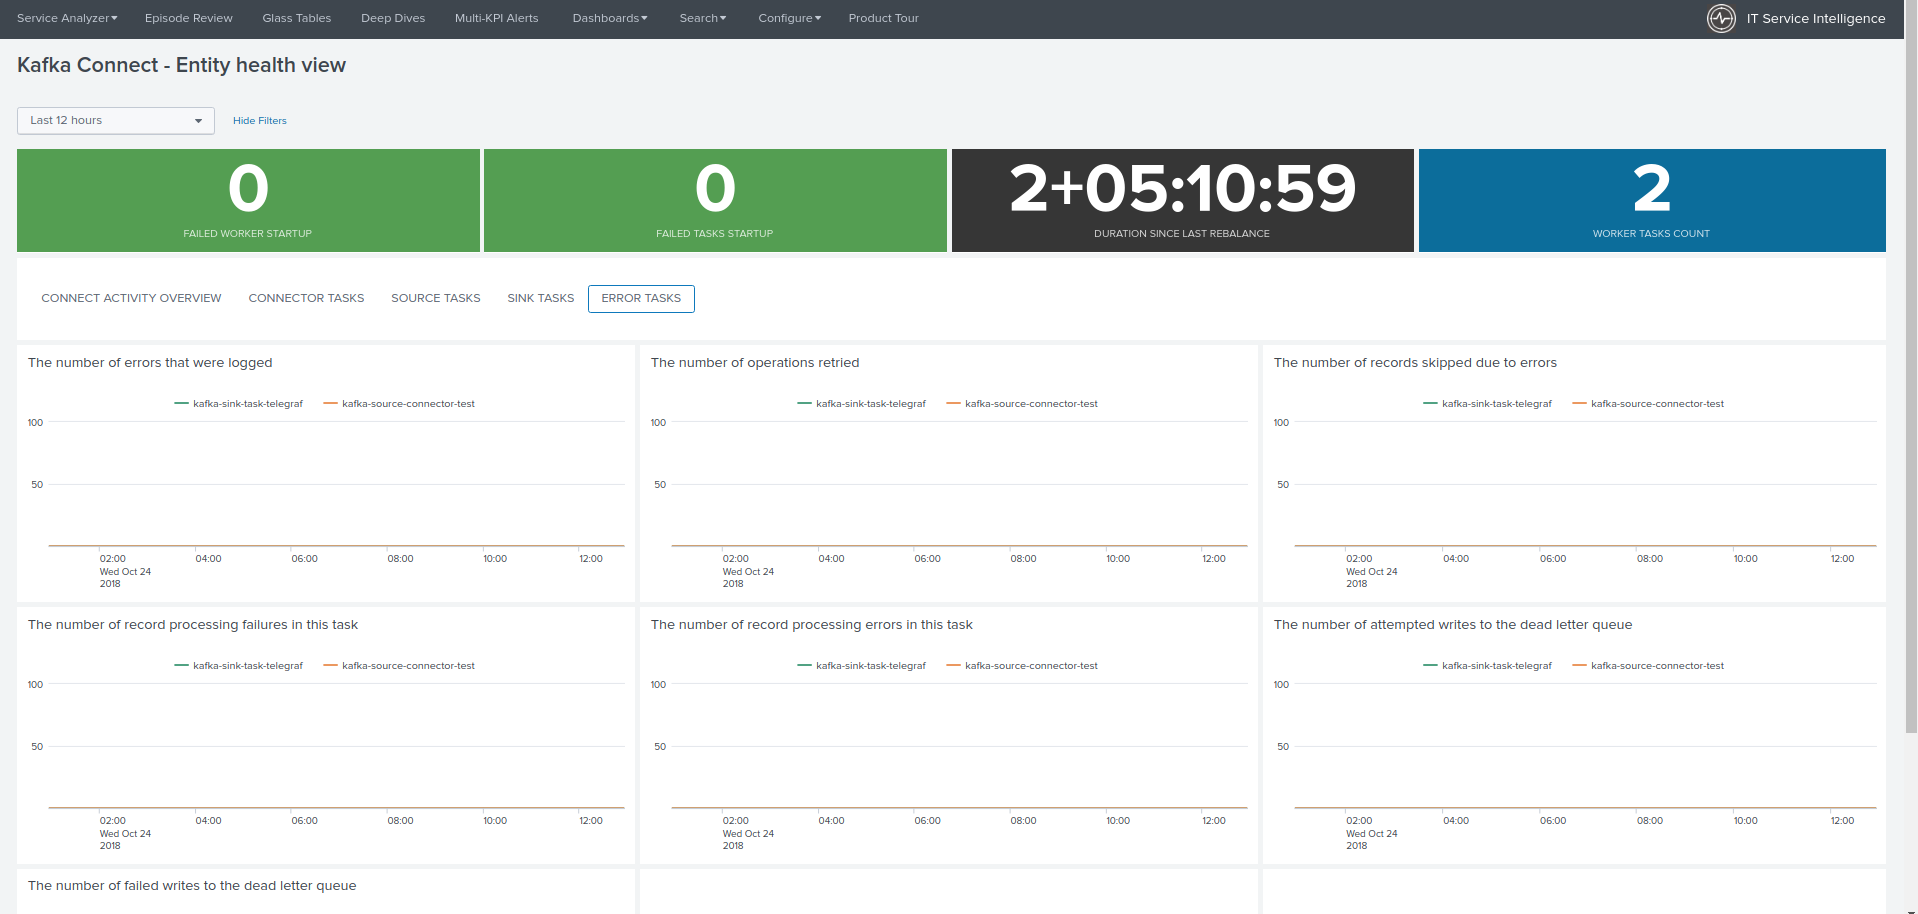 Service Analyzer Episode Review Glass Tables Deep Dives Multi-KPI Alerts Dashboards Search Configure Product Tour IT Service Intelligence
Kafka Connect - Entity health view
Last 12 hours Hide Filters
0 0 2+05:10:59 2
FAILED WORKER STARTUP FAILED TASKS STARTUP DURATION SINCE LAST REBALANCE WORKER TASKS COUNT
CONNECT ACTIVITY OVERVIEW CONNECTOR TASKS SOURCE TASKS SINK TASKS ERROR TASKS
The number of errors that were logged
kafka-sink-task-telegraf kafka-source-connector-test
100
50
02:00 04:00 06:00 08:00 10:00 12:00
Wed Oct 24
2018
The number of operations retried
kafka-sink-task-telegraf kafka-source-connector-test
100
50
02:00 04:00 06:00 08:00 10:00 12:00
Wed Oct 24
2018
The number of records skipped due to errors
kafka-sink-task-telegraf kafka-source-connector-test
100
50
02:00 04:00 06:00 08:00 10:00 12:00
Wed Oct 24
2018
The number of record processing failures in this task
kafka-sink-task-telegraf kafka-source-connector-test
100
50
02:00 04:00 06:00 08:00 10:00 12:00
Wed Oct 24
2018
The number of record processing errors in this task
kafka-sink-task-telegraf kafka-source-connector-test
100
50
02:00 04:00 06:00 08:00 10:00 12:00
Wed Oct 24
2018
The number of attempted writes to the dead letter queue
kafka-sink-task-telegraf kafka-source-connector-test
100
50
02:00 04:00 06:00 08:00 10:00 12:00
Wed Oct 24
2018
The number of failed writes to the dead letter queue